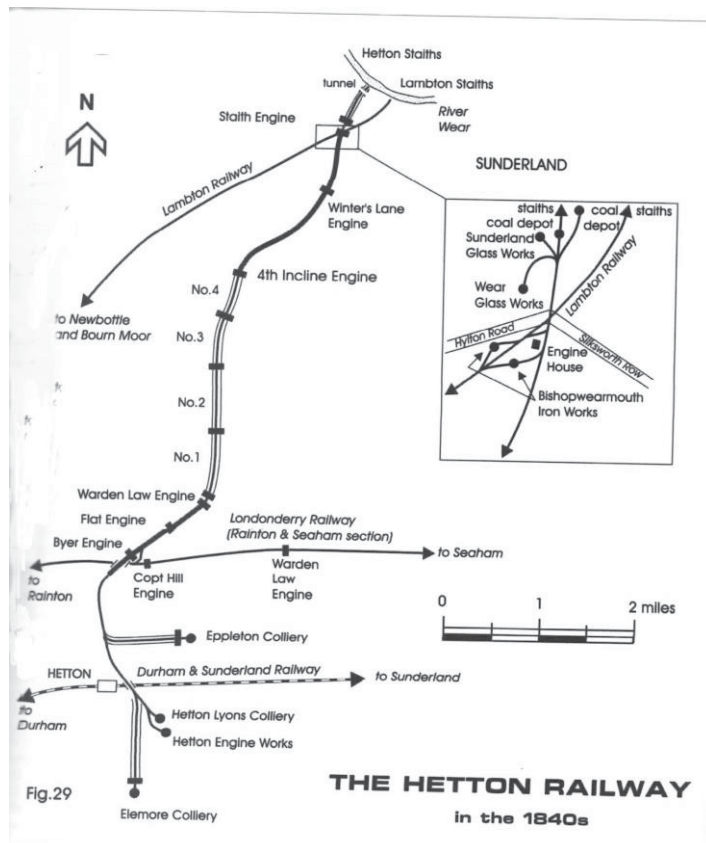 Hetton Staiths
tunnel
Lambton Staiths
N
River
Wear
Staith Engine
SUNDERLAND
Lambton Railway
Winter's Lane
Engine
staiths
coal depot
coal
depot
staiths
Sunderland
Glass Works
Lambton Railway
Wear
Glass Works
Hylton Road
Silksworth Row
Engine
House
Bishopwearmouth
Iron Works
4th Incline Engine
No.4
to Newbottle
and Bourn Moor
No.3
No.2
No.1
Warden Law Engine
Flat Engine
Londonderry Railway
(Rainton & Seaham section)
Byer Engine
to Seaham
to
Rainton
Copt Hill
Engine
Warden
Law
Engine
0 1 2 miles
Eppleton Colliery
HETTON
Durham & Sunderland Railway
to Sunderland
to
Durham
Hetton Lyons Colliery
Hetton Engine Works
Fig.29
Elemore Colliery
THE HETTON RAILWAY
in the 1840s